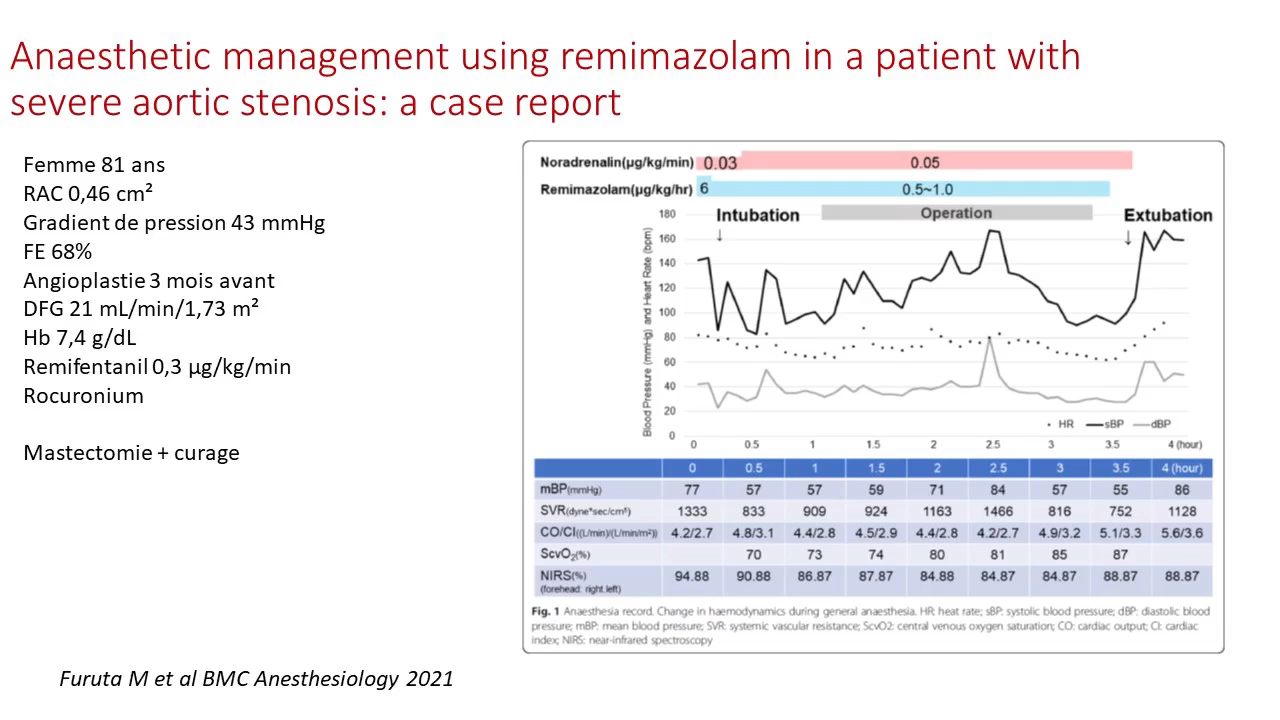 Anaesthetic management using remimazolam in a patient with
severe aortic stenosis: a case report
Femme 81 ans
RAC 0,46 cm²
Gradient de pression 43 mmHg
FE 68%
Angioplastie 3 mois avant
DFG 21 mL/min/1,73 m²
Hb 7,4 g/dL
Remifentanil 0,3 µg/kg/min
Rocuronium
Mastectomie + curage
Noradrenalin(µg/kg/min) 0.03 0.05
Remimazolam(µg/kg/hr) 6 0.5~1.0
Intubation Operation Extubation
↓ ↓
Blood Pressure (mmHg) and Heart Rate (bpm)
180
160
140
120
100
80
60
40
20
0
HR sBP dBP
0 0.5 1 1.5 2 2.5 3 3.5 4 (hour)
0 0.5 1 1.5 2 2.5 3 3.5 4 (hour)
mBP(mmHg) 77 57 57 59 71 84 57 55 86
SVR(dyne*sec/cm⁵) 1333 833 909 924 1163 1466 816 752 1128
CO/CI((L/min)/(L/min/m²)) 4.2/2.7 4.8/3.1 4.4/2.8 4.5/2.9 4.4/2.8 4.2/2.7 4.9/3.2 5.1/3.3 5.6/3.6
ScvO₂(%) 70 73 74 80 81 85 87
NIRS(%) 94.88 90.88 86.87 87.87 84.88 84.87 84.87 88.87 88.87
(forehead: right.left)
Fig. 1 Anaesthesia record. Change in haemodynamics during general anaesthesia. HR: heat rate; sBP: systolic blood pressure; dBP: diastolic blood
pressure; mBP: mean blood pressure; SVR: systemic vascular resistance; ScvO2: central venous oxygen saturation; CO: cardiac output; CI: cardiac
index; NIRS: near-infrared spectroscopy
Furuta M et al BMC Anesthesiology 2021